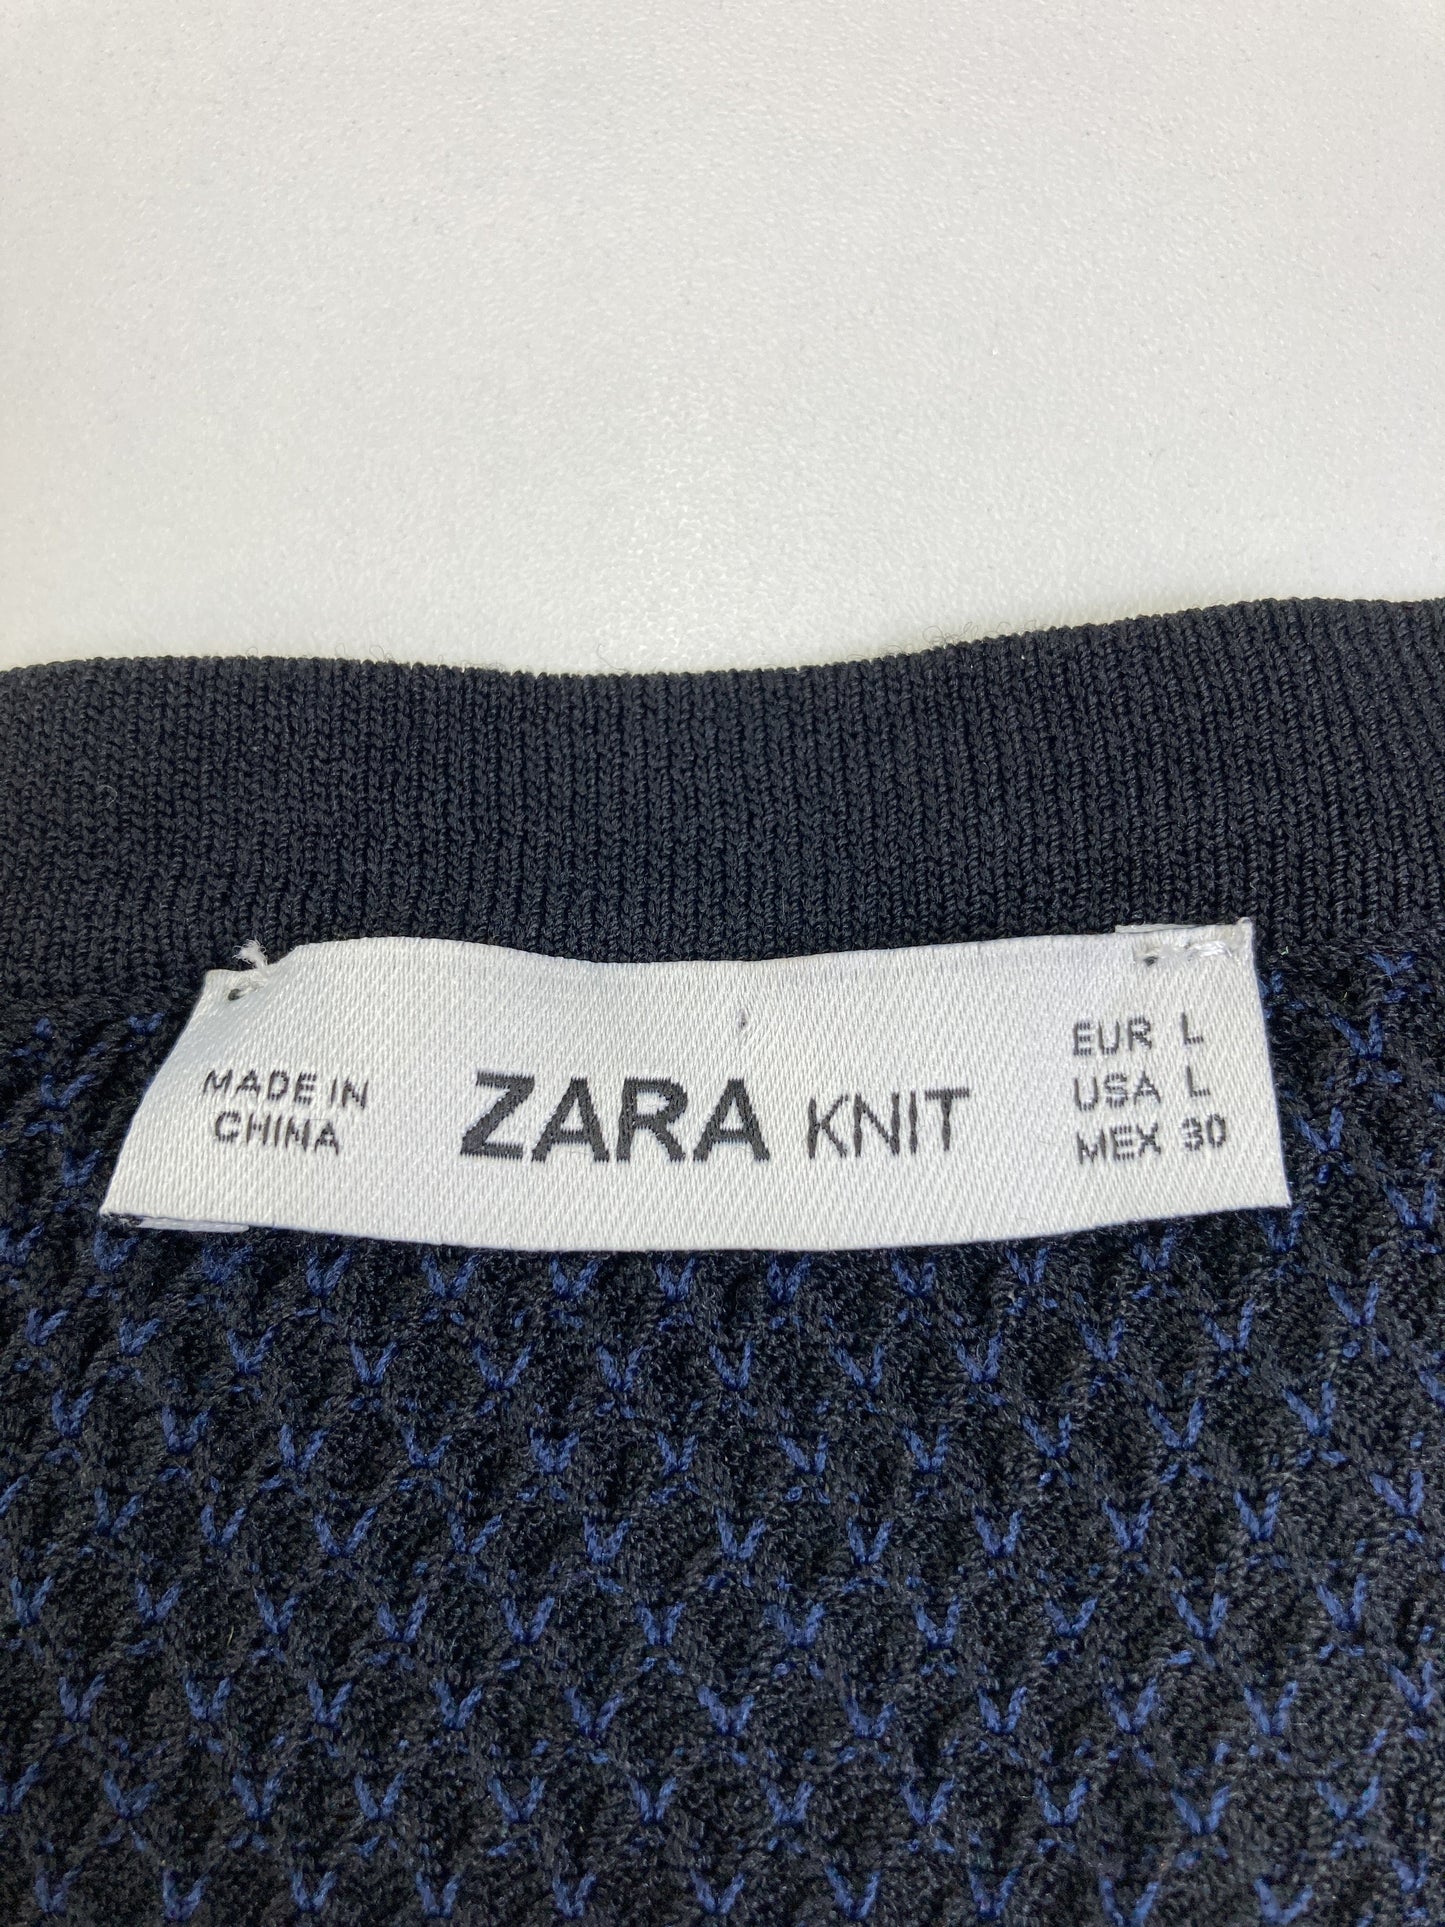 MADE IN
CHINA
ZARA KNIT
EUR L
USA L
MEX 30